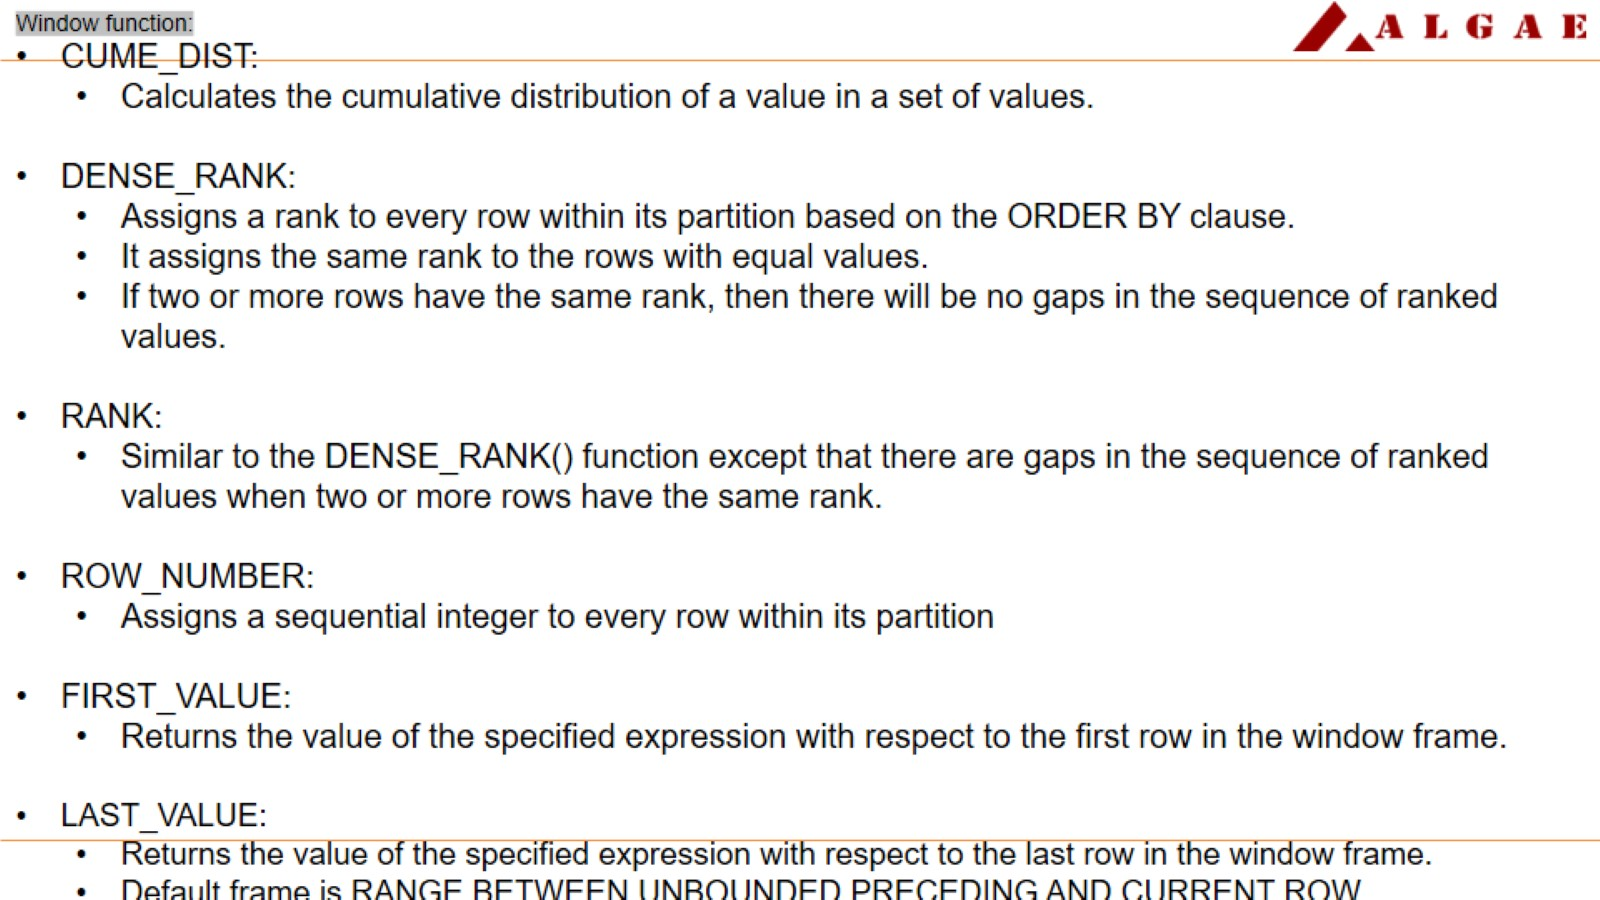 Window function:
ALGAE
• CUME_DIST:
• Calculates the cumulative distribution of a value in a set of values.
• DENSE_RANK:
• Assigns a rank to every row within its partition based on the ORDER BY clause.
• It assigns the same rank to the rows with equal values.
• If two or more rows have the same rank, then there will be no gaps in the sequence of ranked
values.
• RANK:
• Similar to the DENSE_RANK() function except that there are gaps in the sequence of ranked
values when two or more rows have the same rank.
• ROW_NUMBER:
• Assigns a sequential integer to every row within its partition
• FIRST_VALUE:
• Returns the value of the specified expression with respect to the first row in the window frame.
• LAST_VALUE:
• Returns the value of the specified expression with respect to the last row in the window frame.
• Default frame is RANGE BETWEEN UNBOUNDED PRECEDING AND CURRENT ROW